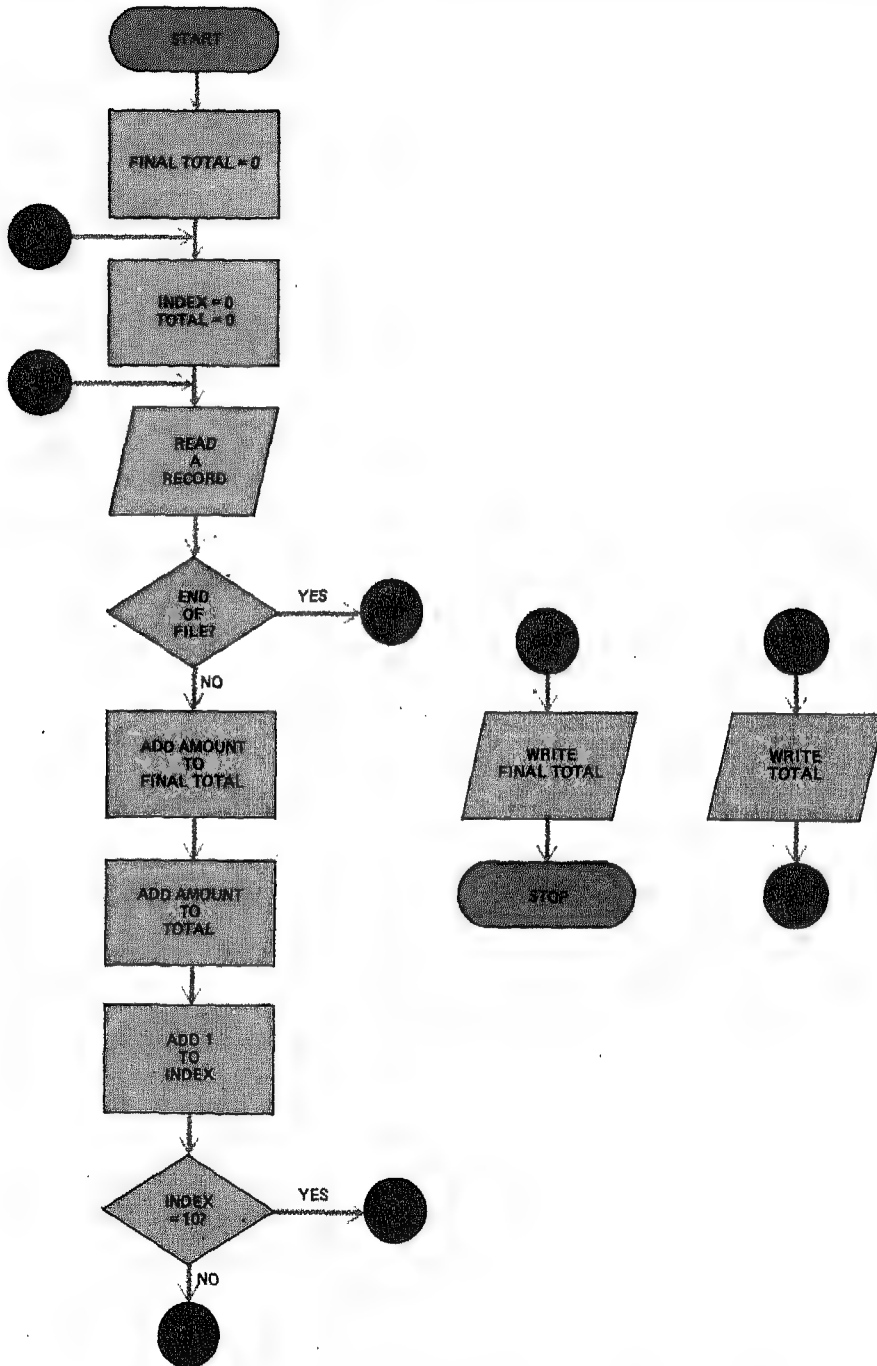 START
FINAL TOTAL = 0
INDEX = 0
TOTAL = 0
READ
A
RECORD
END
OF
FILE?
YES
NO
ADD AMOUNT
TO
FINAL TOTAL
ADD AMOUNT
TO
TOTAL
ADD 1
TO
INDEX
INDEX
= 10?
YES
NO
WRITE
FINAL TOTAL
STOP
WRITE
TOTAL